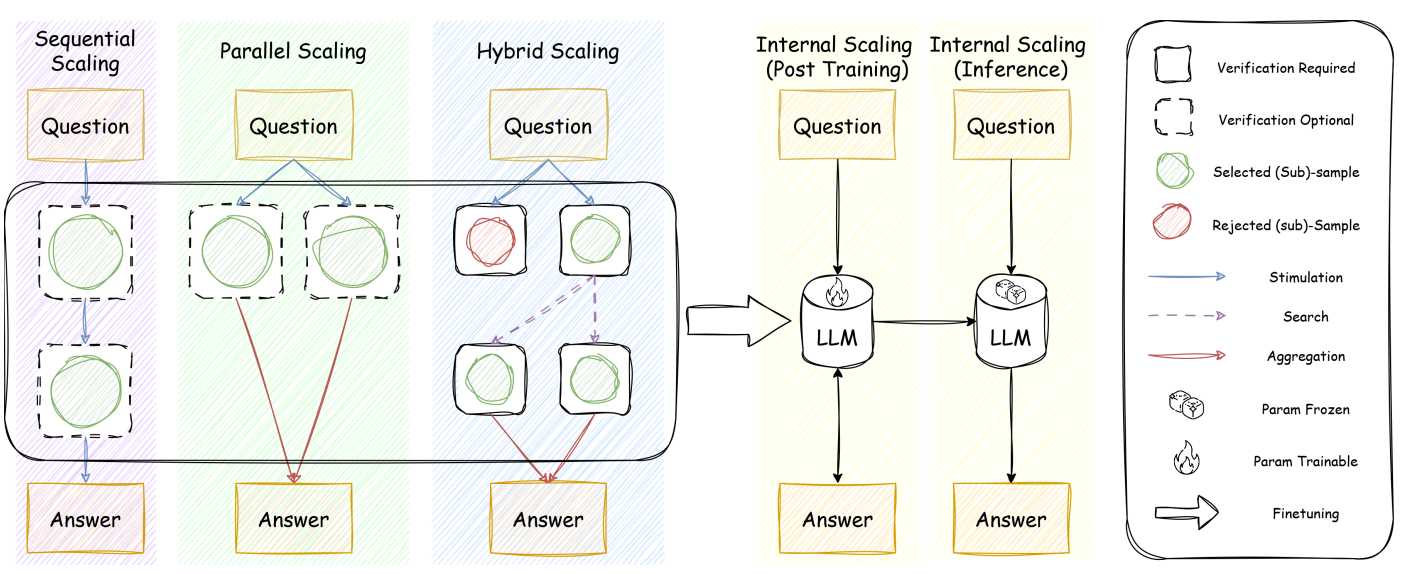 Sequential
Scaling
Parallel Scaling
Hybrid Scaling
Internal Scaling
(Post Training)
Internal Scaling
(Inference)
Question
Question
Question
Question
Question
LLM
LLM
Answer
Answer
Answer
Answer
Answer
Verification Required
Verification Optional
Selected (Sub)-sample
Rejected (sub)-Sample
Stimulation
Search
Aggregation
Param Frozen
Param Trainable
Finetuning